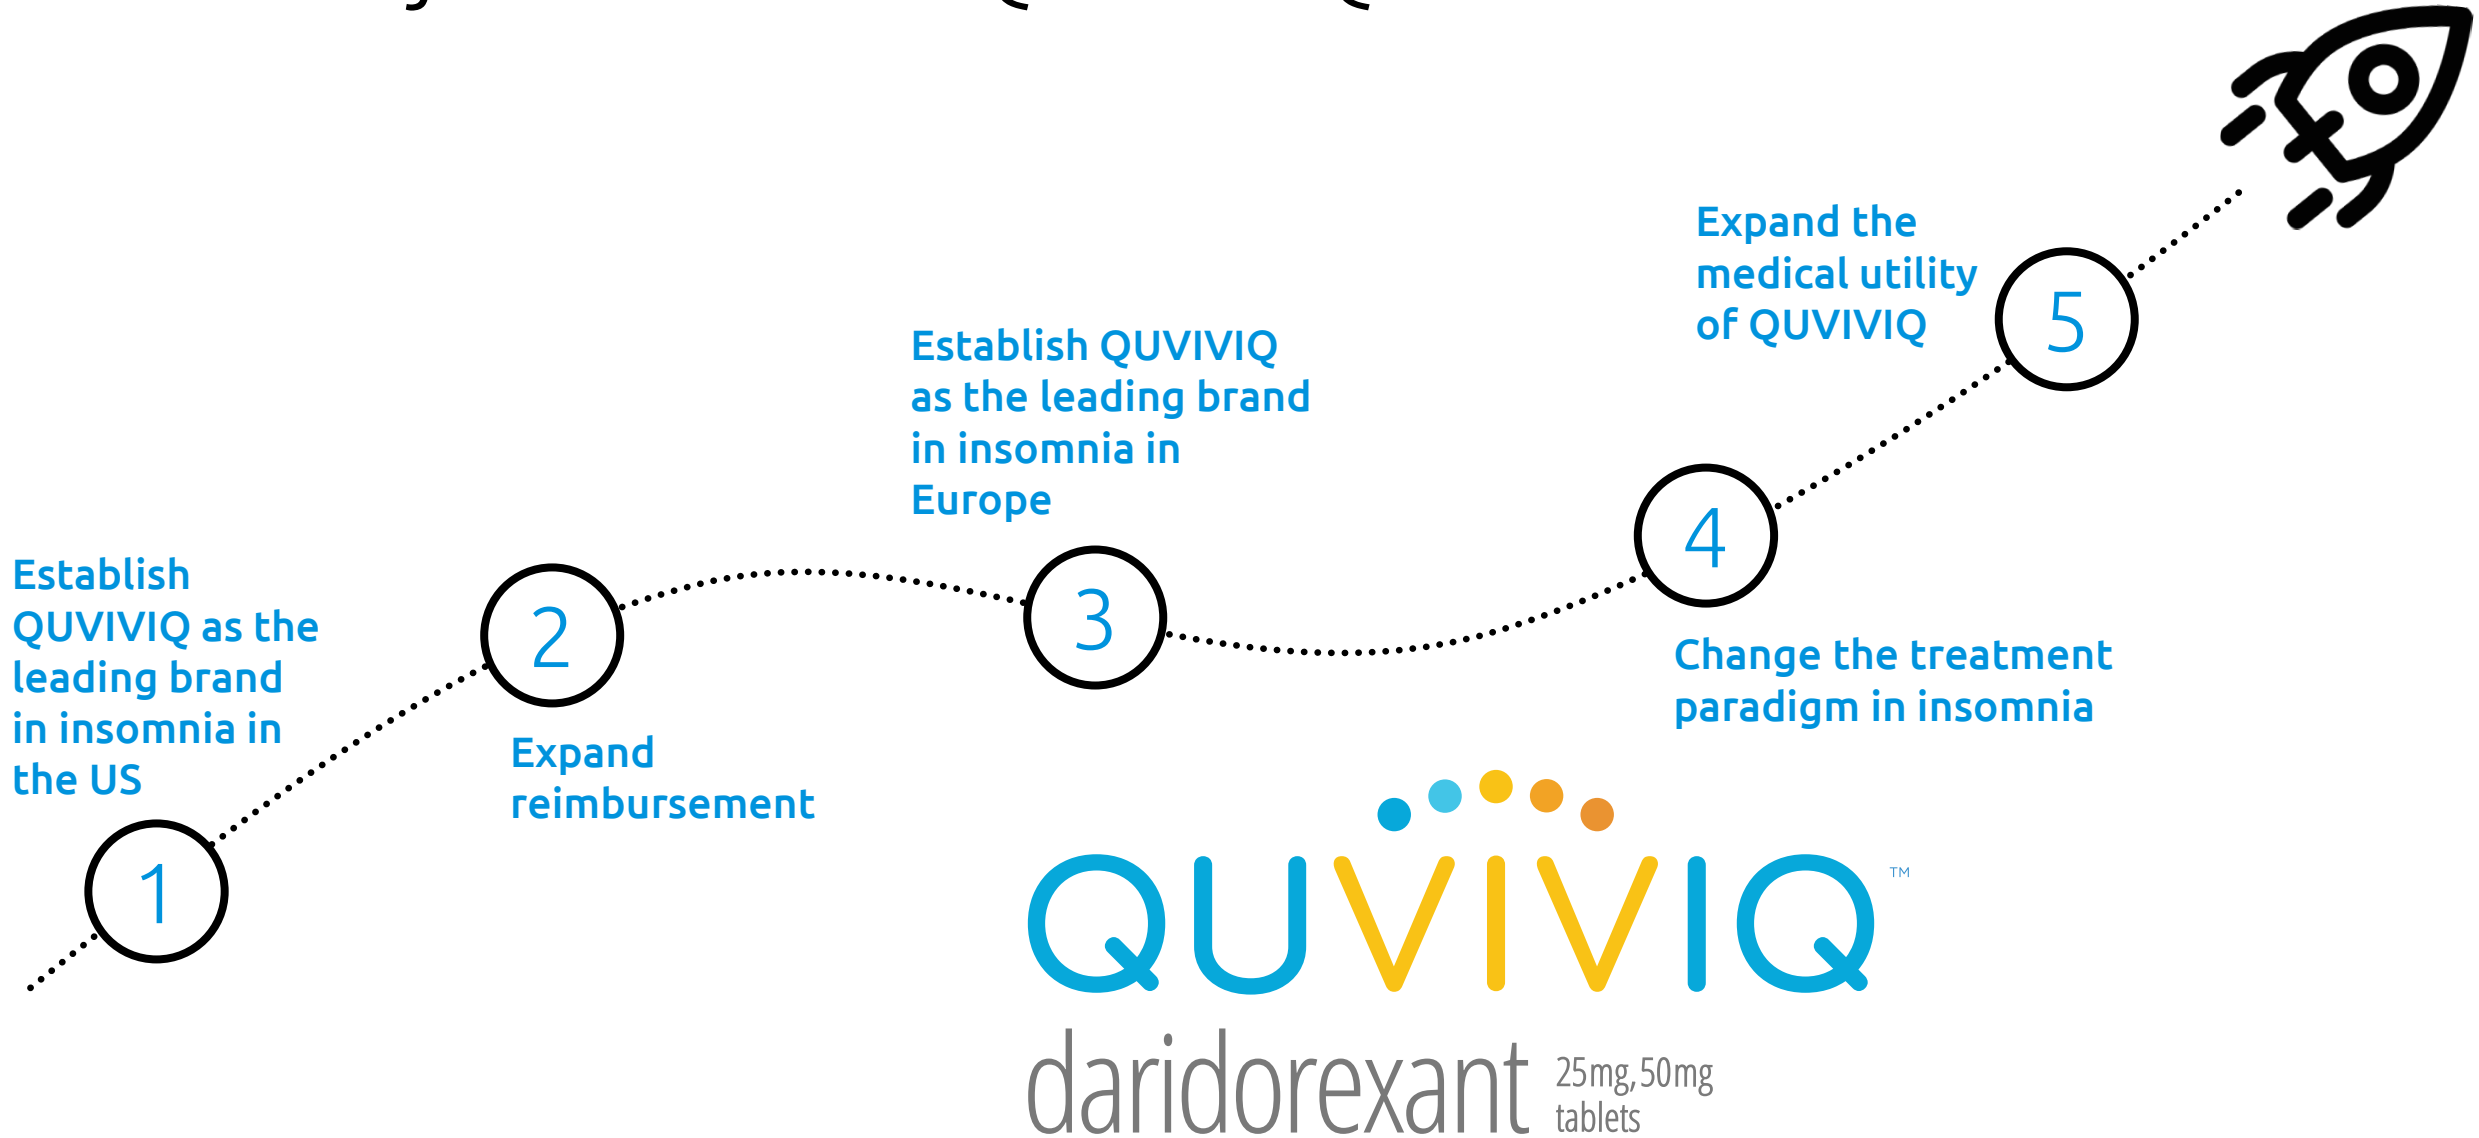 Expand the
medical utility
of QUVIVIQ
5
Establish QUVIVIQ
as the leading brand
in insomnia in
Europe
4
Establish
QUVIVIQ as the
leading brand
in insomnia in
the US
2
3
Change the treatment
paradigm in insomnia
Expand
reimbursement
1
QUVIVIQ™
daridorexant 25mg, 50mg
tablets